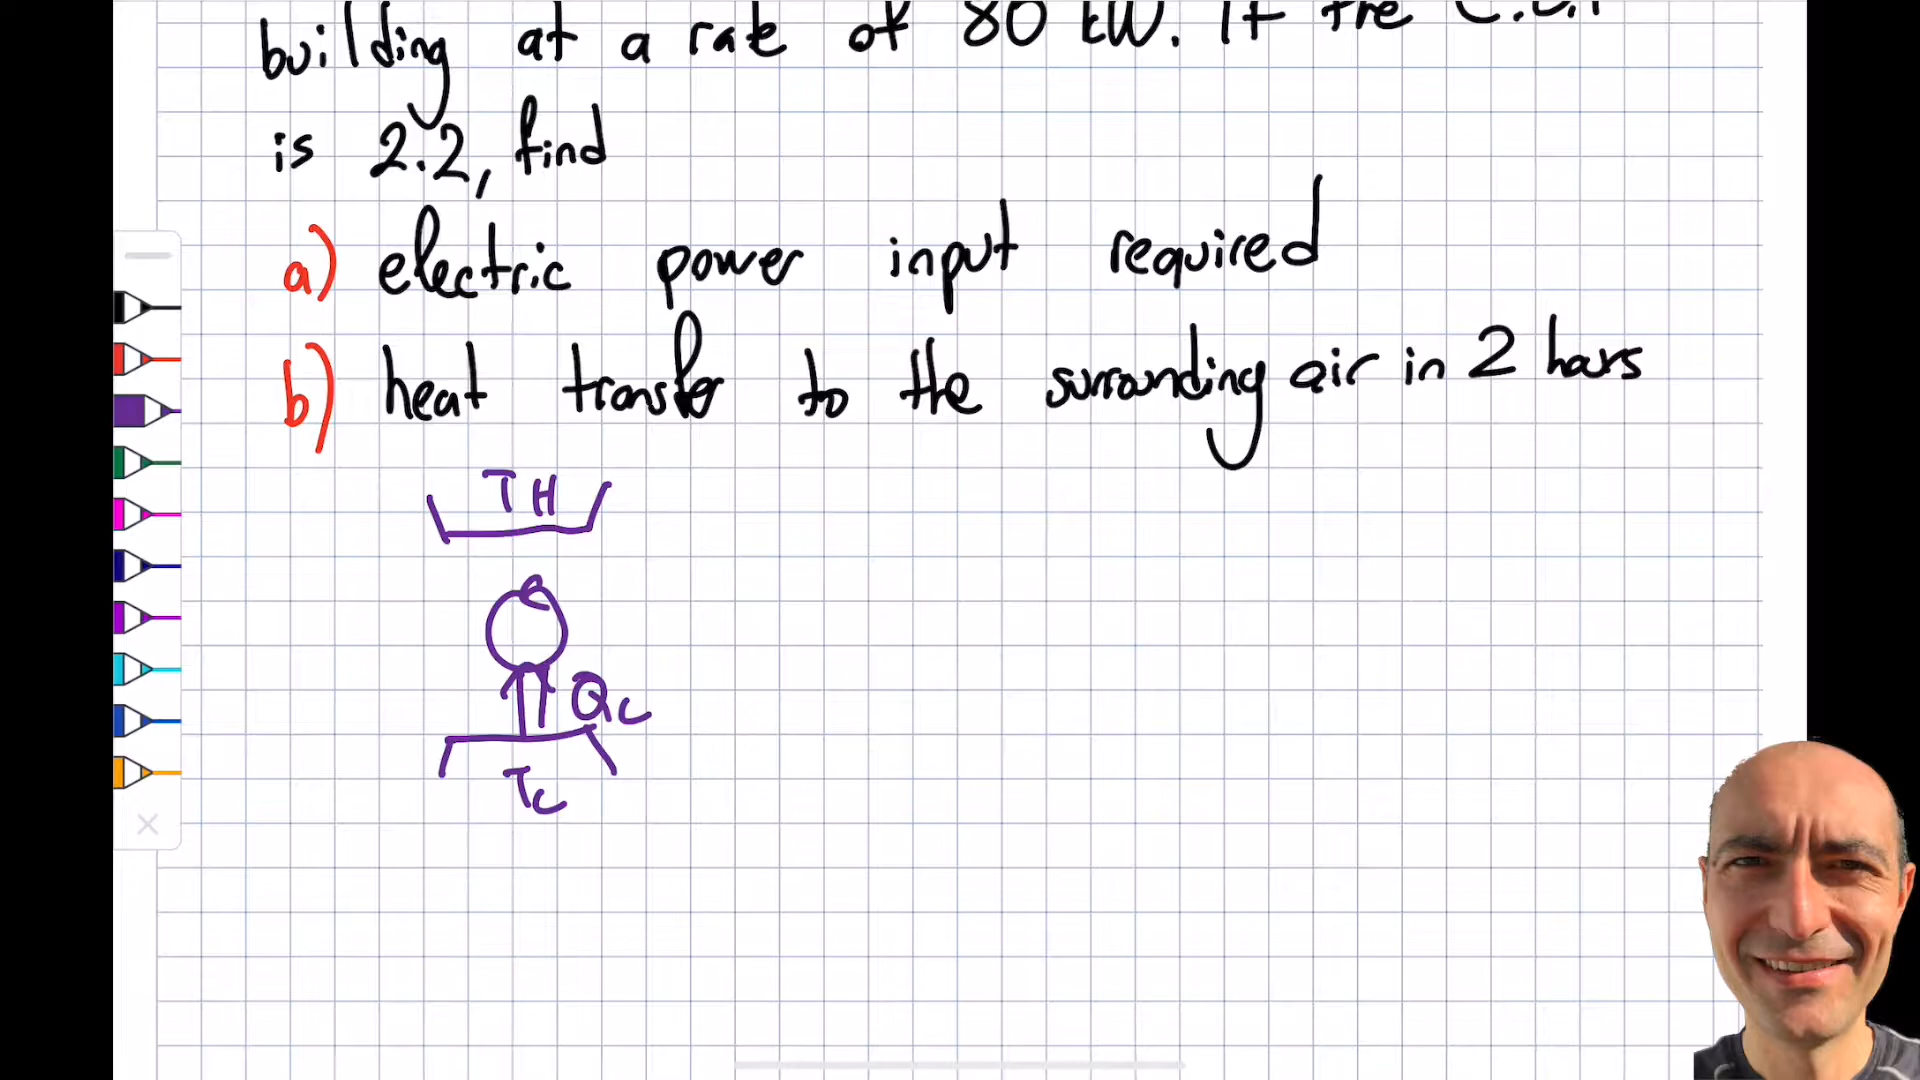 building at a rate of 80 kW. If the C.O.P
is 2.2, find
a) electric power input required
b) heat transfer to the surrounding air in 2 hours
TH
Qc
Tc